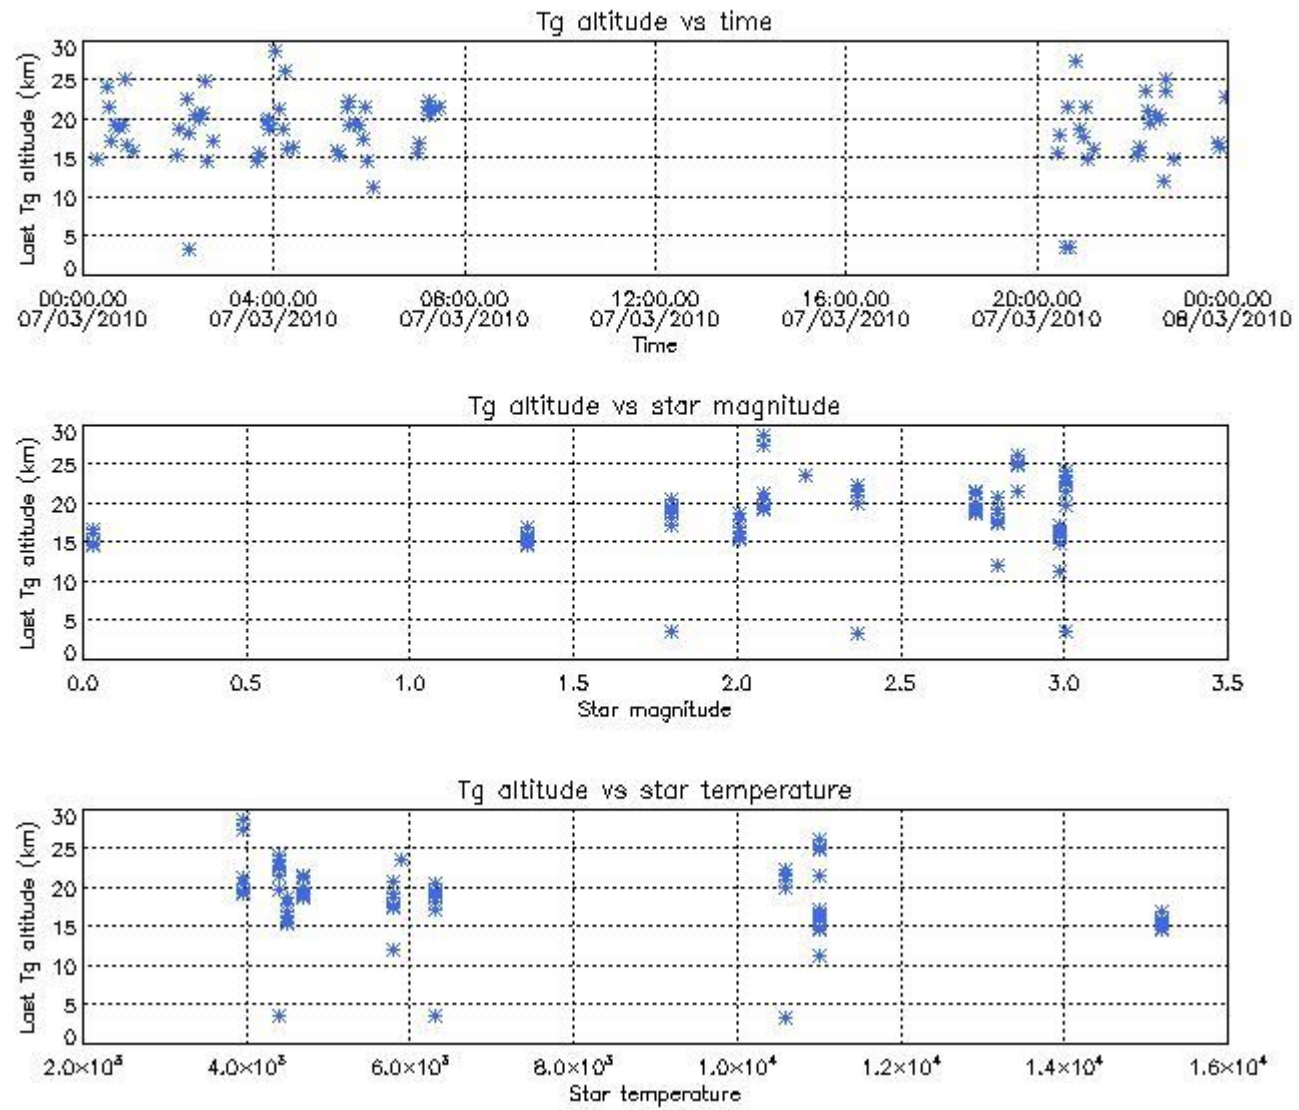 Tg altitude vs time
Last Tg altitude (km)
30
25
20
15
10
5
0
00:00.00 04:00.00 08:00.00 12:00.00 16:00.00 20:00.00 00:00.00
07/03/2010 07/03/2010 07/03/2010 07/03/2010 07/03/2010 07/03/2010 08/03/2010
Time
Tg altitude vs star magnitude
Last Tg altitude (km)
30
25
20
15
10
5
0
0.0 0.5 1.0 1.5 2.0 2.5 3.0 3.5
Star magnitude
Tg altitude vs star temperature
Last Tg altitude (km)
30
25
20
15
10
5
0
2.0×10³ 4.0×10³ 6.0×10³ 8.0×10³ 1.0×10⁴ 1.2×10⁴ 1.4×10⁴ 1.6×10⁴
Star temperature